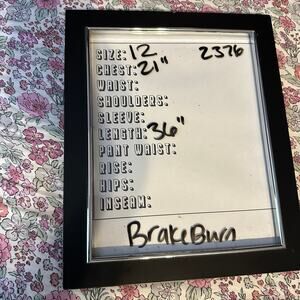 SIZE: 12 2376
CHEST: 21"
WAIST:
SHOULDERS:
SLEEVE:
LENGTH: 36"
PANT WAIST:
RISE:
HIPS:
INSEAM:
BrakeBurn